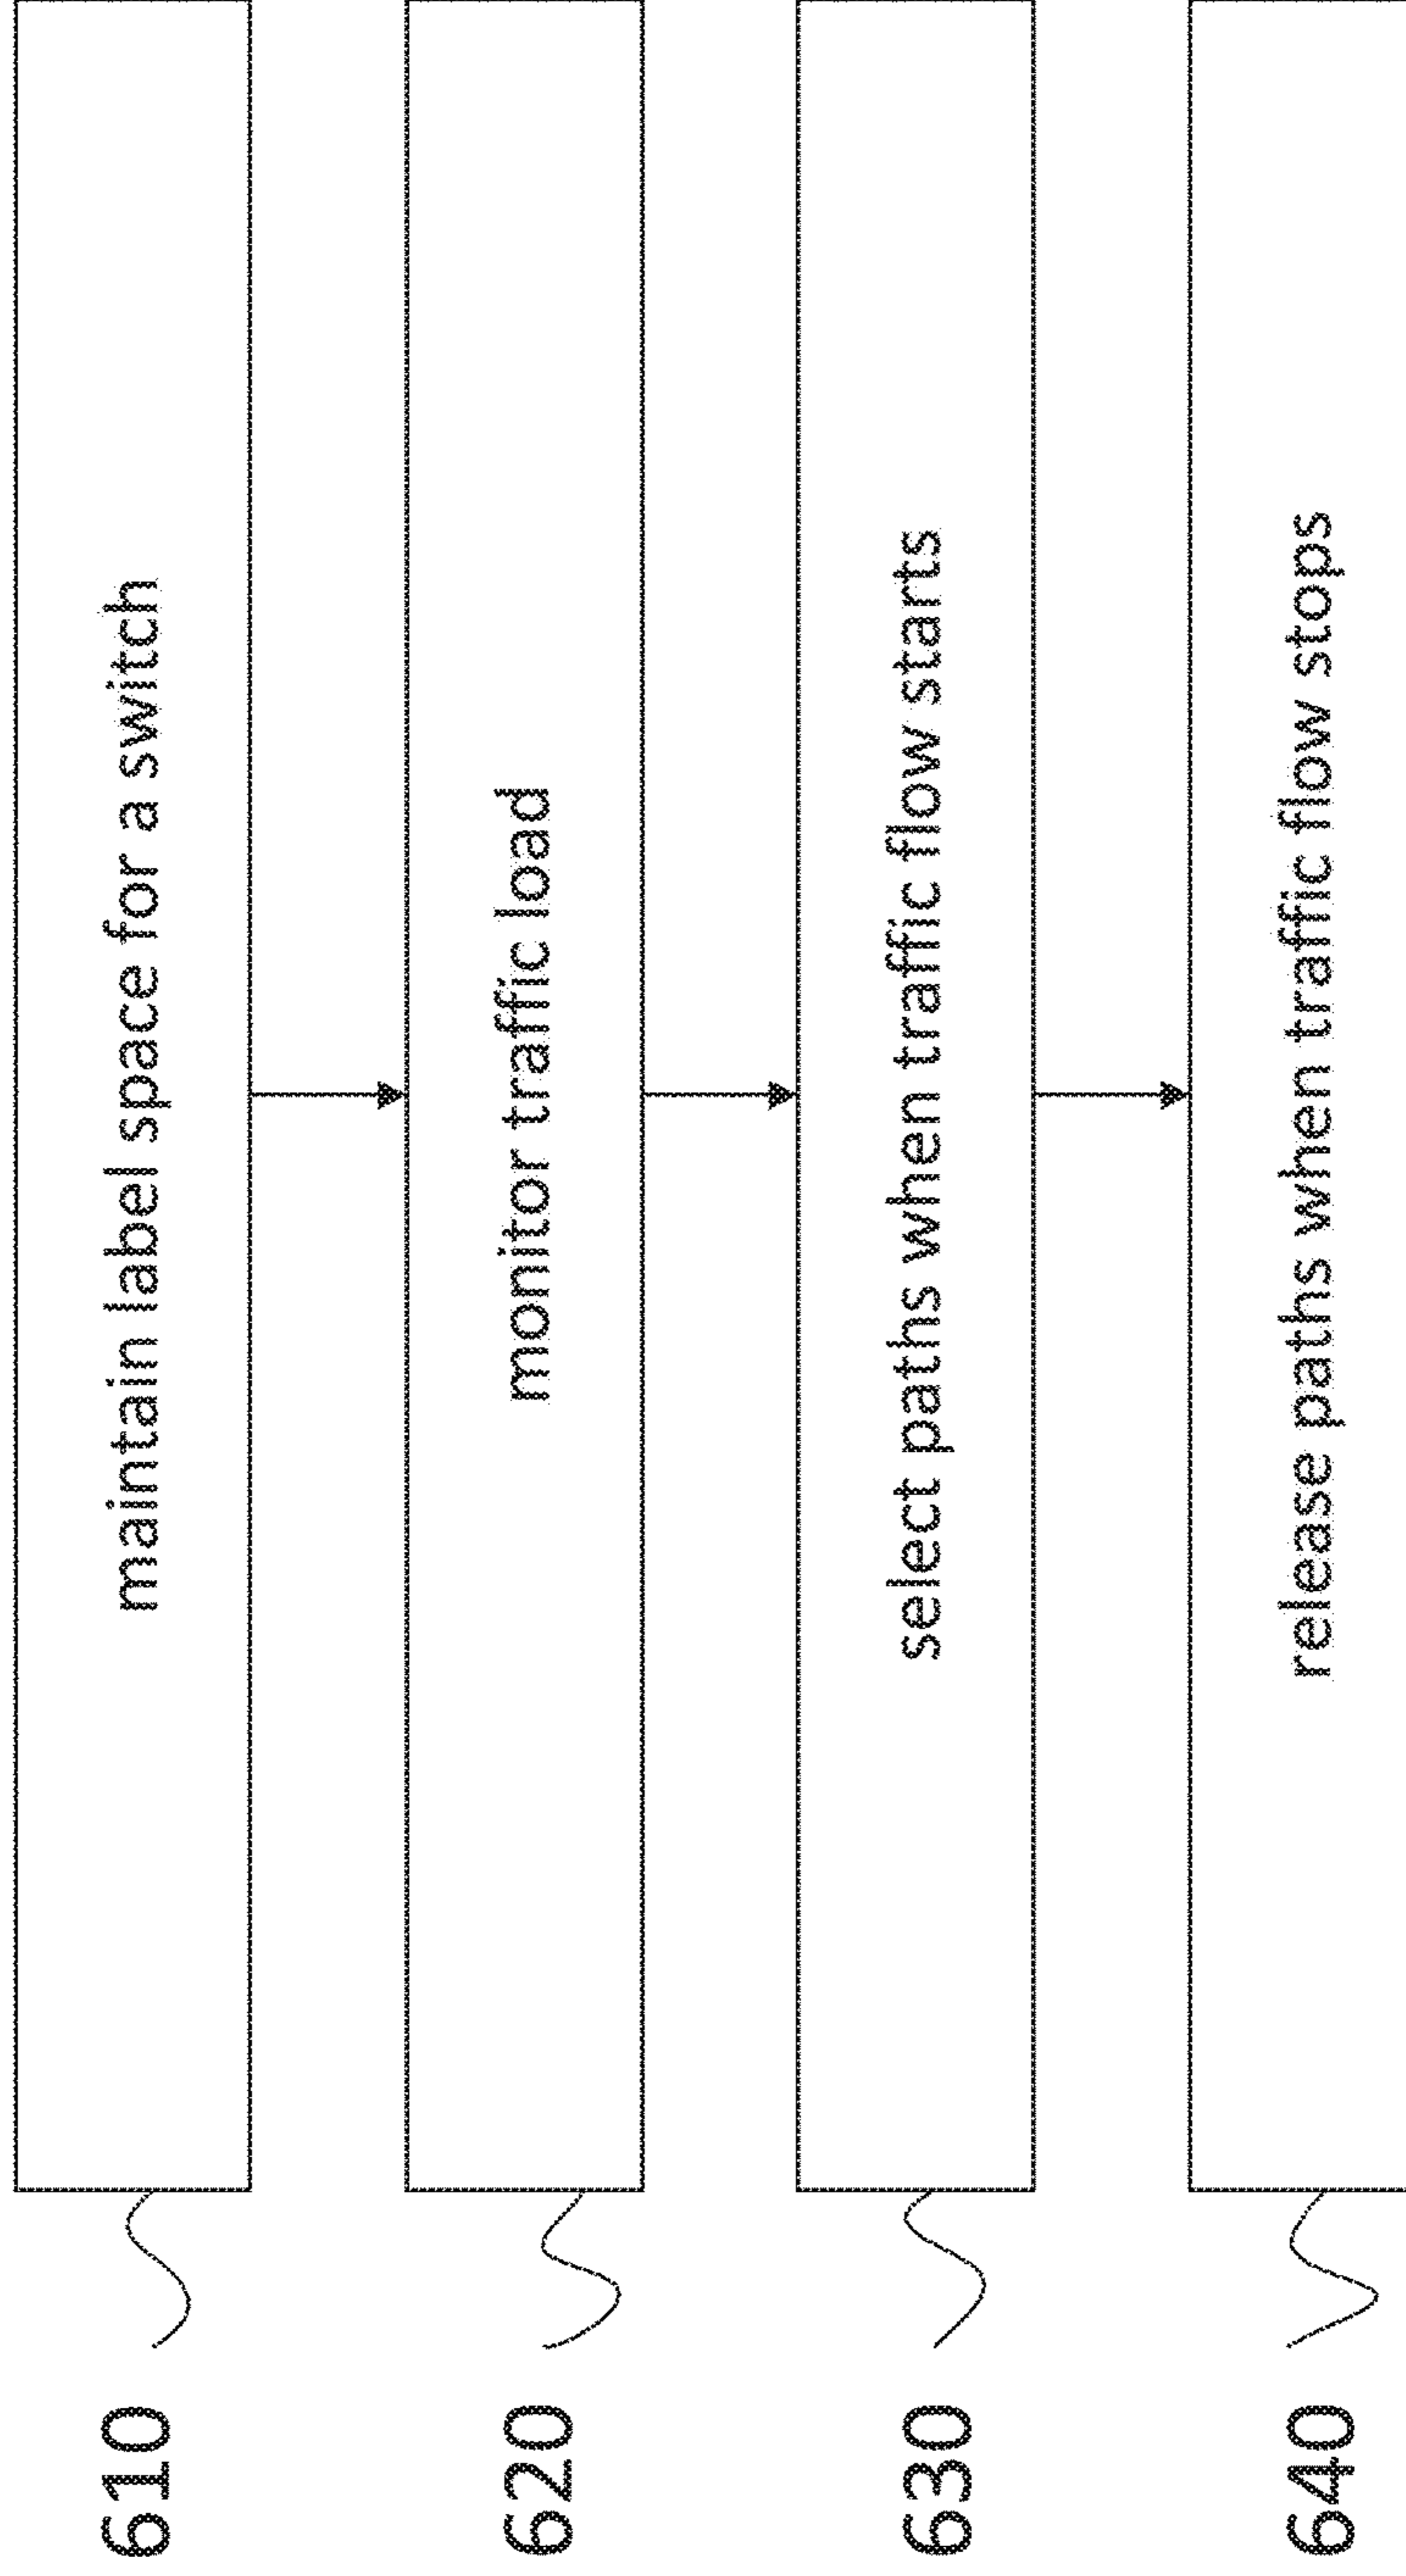 610 maintain label space for a switch
620 monitor traffic load
630 select paths when traffic flow starts
640 release paths when traffic flow stops